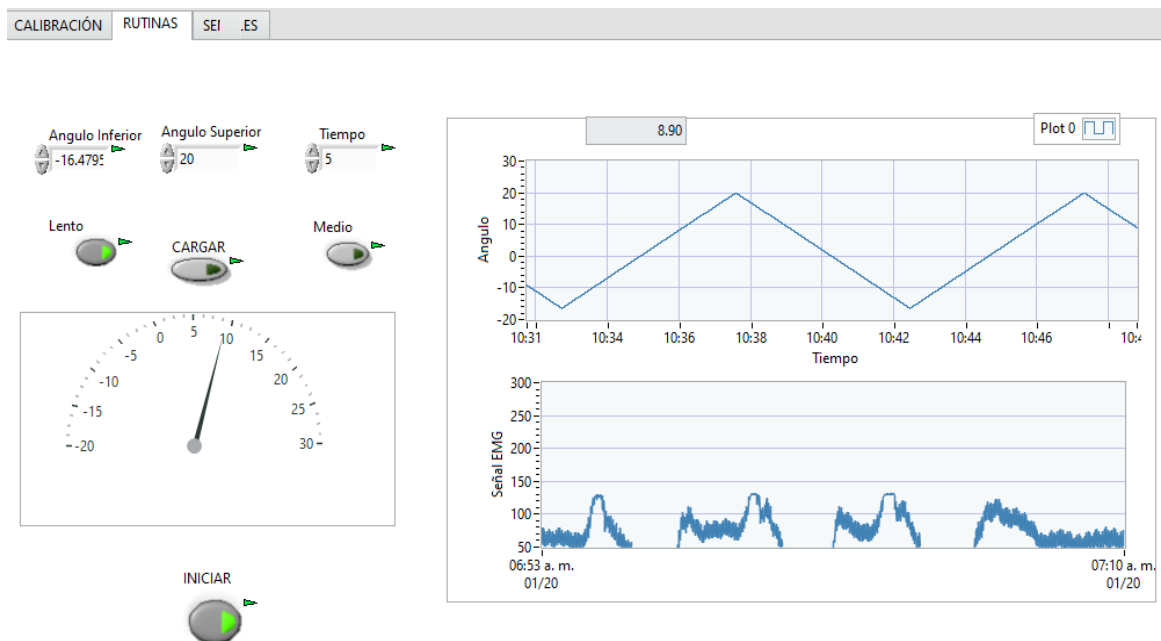 CALIBRACIÓN RUTINAS
Angulo Inferior Angulo Superior Tiempo
-16.4795 20 5
Lento CARGAR Medio
-20 -15 -10 -5 0 5 10 15 20 25 30
INICIAR
8.90
Plot 0
Angulo
30
20
10
0
-10
-20
10:31 10:34 10:36 10:38 10:40 10:42 10:44 10:46
Tiempo
Señal EMG
300
250
200
150
100
50
06:53 a. m. 07:10 a. m.
01/20 01/20